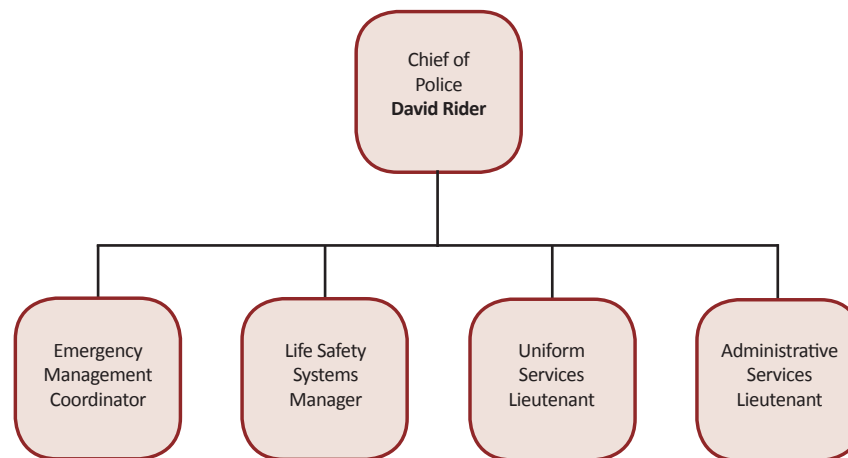 Chief of
Police
David Rider
Emergency
Management
Coordinator
Life Safety
Systems
Manager
Uniform
Services
Lieutenant
Administrative
Services
Lieutenant